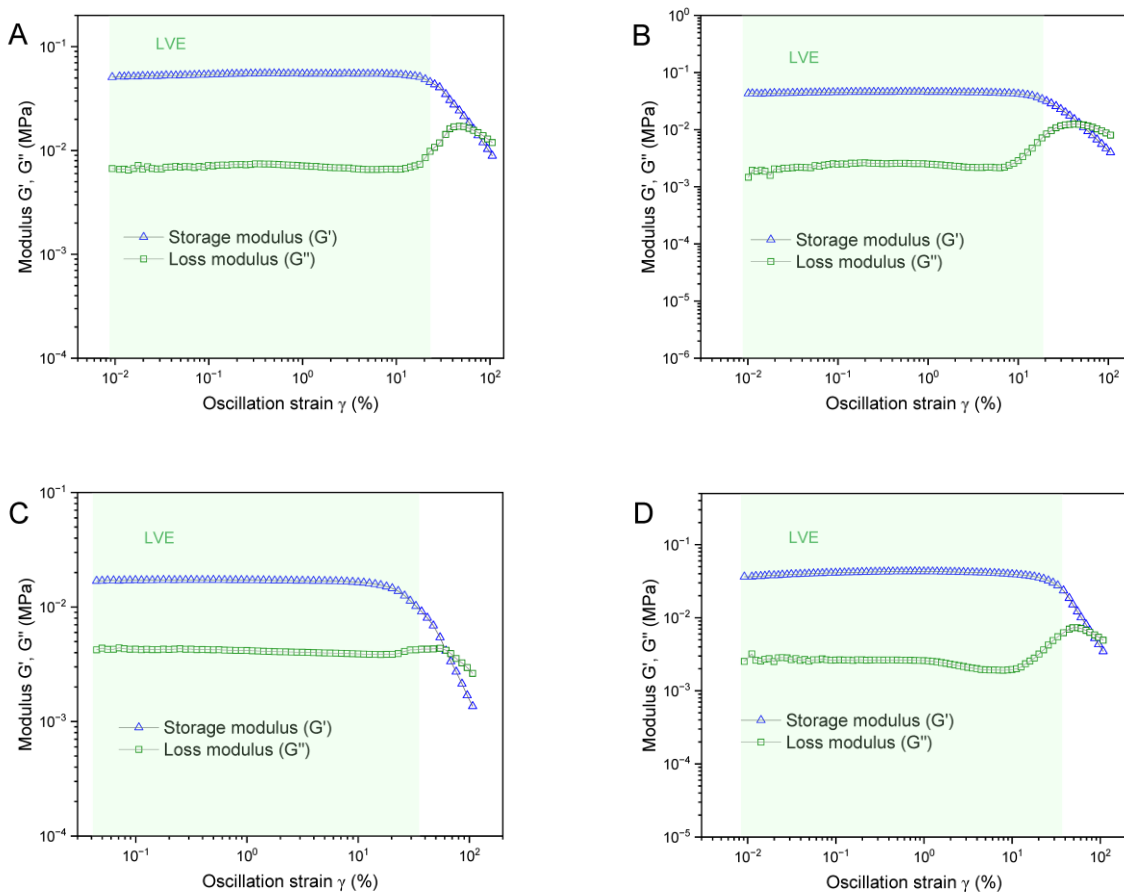 A
LVE
10⁻¹
10⁻²
10⁻³
10⁻⁴
Modulus G', G'' (MPa)
Storage modulus (G')
Loss modulus (G'')
10⁻² 10⁻¹ 10⁰ 10¹ 10²
Oscillation strain γ (%)
B
LVE
10⁰
10⁻¹
10⁻²
10⁻³
10⁻⁴
10⁻⁵
10⁻⁶
Modulus G', G'' (MPa)
Storage modulus (G')
Loss modulus (G'')
10⁻² 10⁻¹ 10⁰ 10¹ 10²
Oscillation strain γ (%)
C
LVE
10⁻¹
10⁻²
10⁻³
10⁻⁴
Modulus G', G'' (MPa)
Storage modulus (G')
Loss modulus (G'')
10⁻¹ 10⁰ 10¹ 10²
Oscillation strain γ (%)
D
LVE
10⁻¹
10⁻²
10⁻³
10⁻⁴
10⁻⁵
Modulus G', G'' (MPa)
Storage modulus (G')
Loss modulus (G'')
10⁻² 10⁻¹ 10⁰ 10¹ 10²
Oscillation strain γ (%)